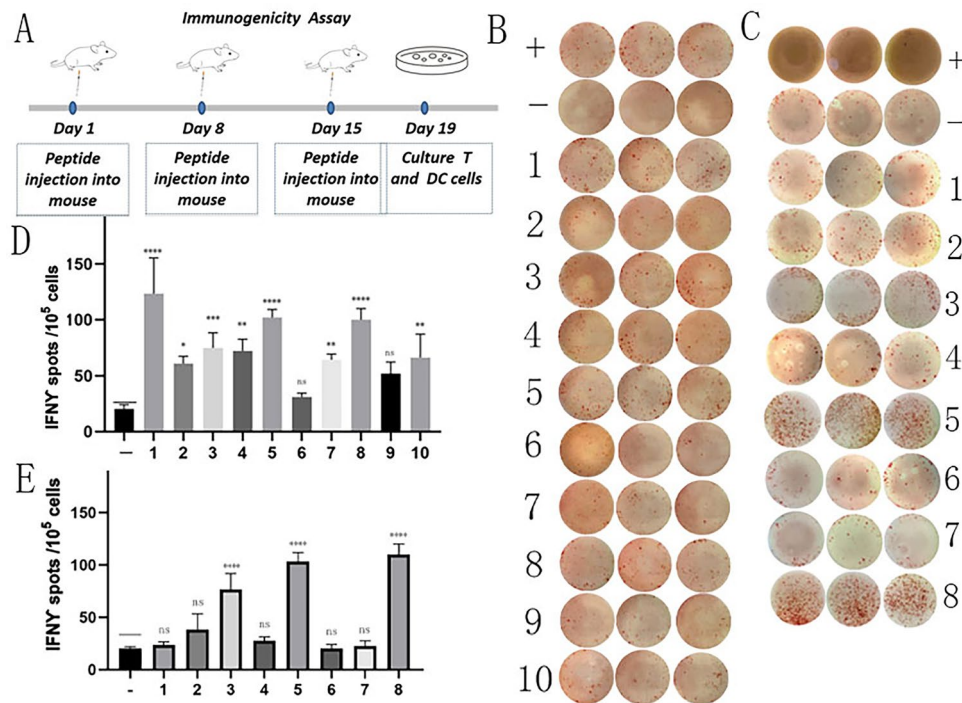 A
Immunogenicity Assay
Day 1
Day 8
Day 15
Day 19
Peptide
injection into
mouse
Peptide
injection into
mouse
Peptide
injection into
mouse
Culture T
and DC cells
B
+
–
1
2
3
4
5
6
7
8
9
10
C
+
–
1
2
3
4
5
6
7
8
D
IFNY spots /10⁵ cells
150
100
50
0
****
*
***
**
****
ns
**
****
ns
**
– 1 2 3 4 5 6 7 8 9 10
E
IFNY spots /10⁵ cells
150
100
50
0
ns
ns
****
ns
****
ns
ns
****
- 1 2 3 4 5 6 7 8